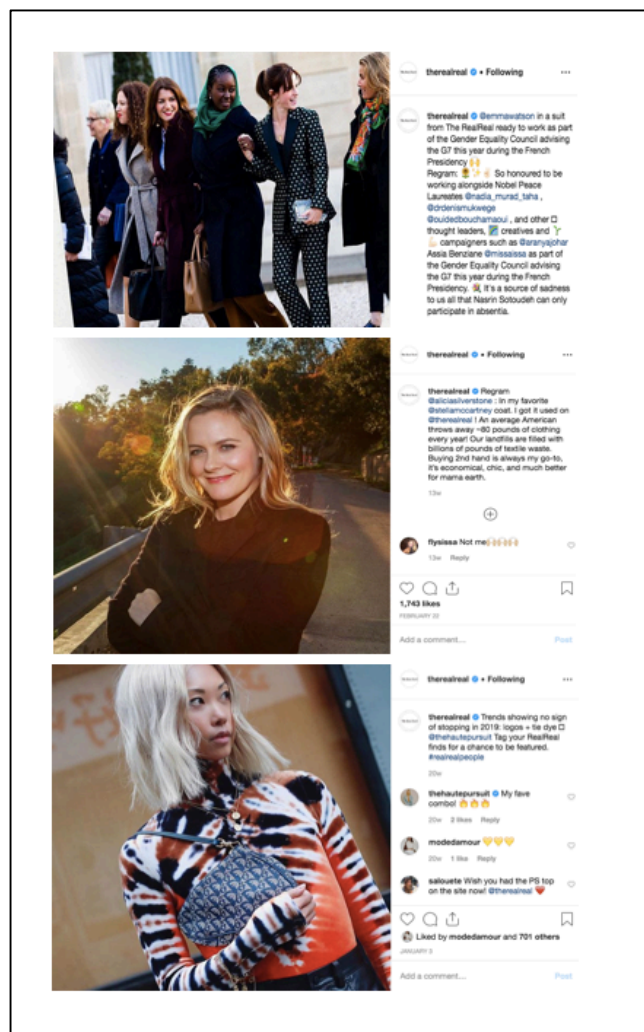 therealreal • Following
therealreal @emmawatson in a suit
from The RealReal ready to work as part
of the Gender Equality Council advising
the G7 this year during the French
Presidency 🙌
Regram: So honoured to be
working alongside Nobel Peace
Laureates @nadia_murad_taha ,
@drdenismukwege
@ouidedbouchamaoui , and other □
thought leaders, creatives and
campaigners such as @aranyajohar
Assia Benziane @missaissa as part of
the Gender Equality Council advising
the G7 this year during the French
Presidency. It's a source of sadness
to us all that Nasrin Sotoudeh can only
participate in absentia.
therealreal • Following
therealreal Regram
@aliciasilverstone : In my favorite
@stellamccartney coat. I got it used on
@therealreal ! An average American
throws away ~80 pounds of clothing
every year! Our landfills are filled with
billions of pounds of textile waste.
Buying 2nd hand is always my go-to,
it's economical, chic, and much better
for mama earth.
13w
flysissa Not me🙌🙌🙌
13w Reply
1,743 likes
FEBRUARY 22
Add a comment... Post
therealreal • Following
therealreal Trends showing no sign
of stopping in 2019: logos + tie dye □
@thehautepursuit Tag your RealReal
finds for a chance to be featured.
#realrealpeople
20w
thehautepursuit My fave
combo! 🔥🔥🔥
20w 2 likes Reply
modedamour 💛💛💛
20w 1 like Reply
salouete Wish you had the PS top
on the site now! @therealreal ❤️
Liked by modedamour and 701 others
JANUARY 3
Add a comment... Post